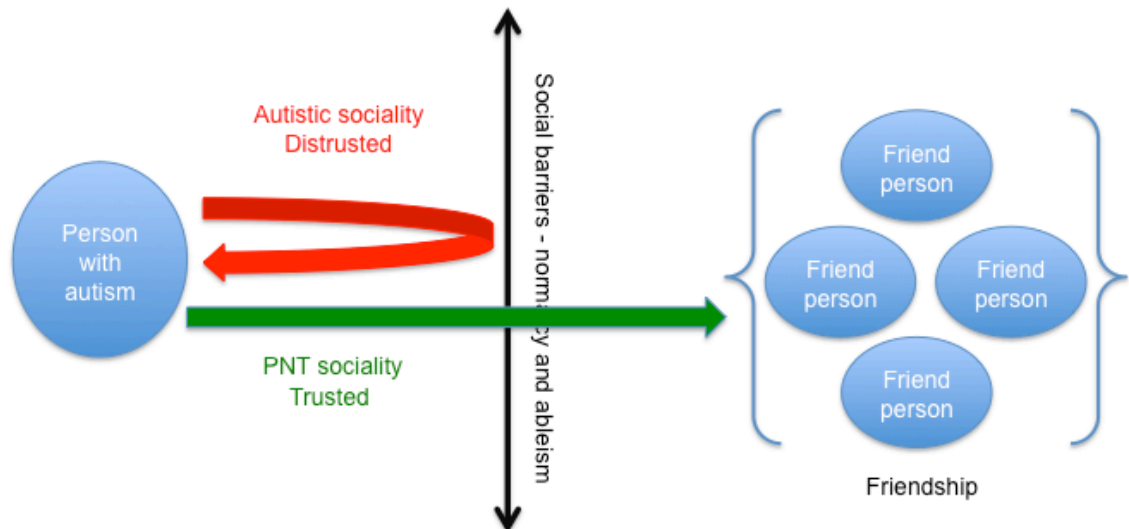 Autistic sociality
Distrusted
Person
with
autism
PNT sociality
Trusted
Social barriers - normacy and ableism
Friend
person
Friend
person
Friend
person
Friend
person
Friendship